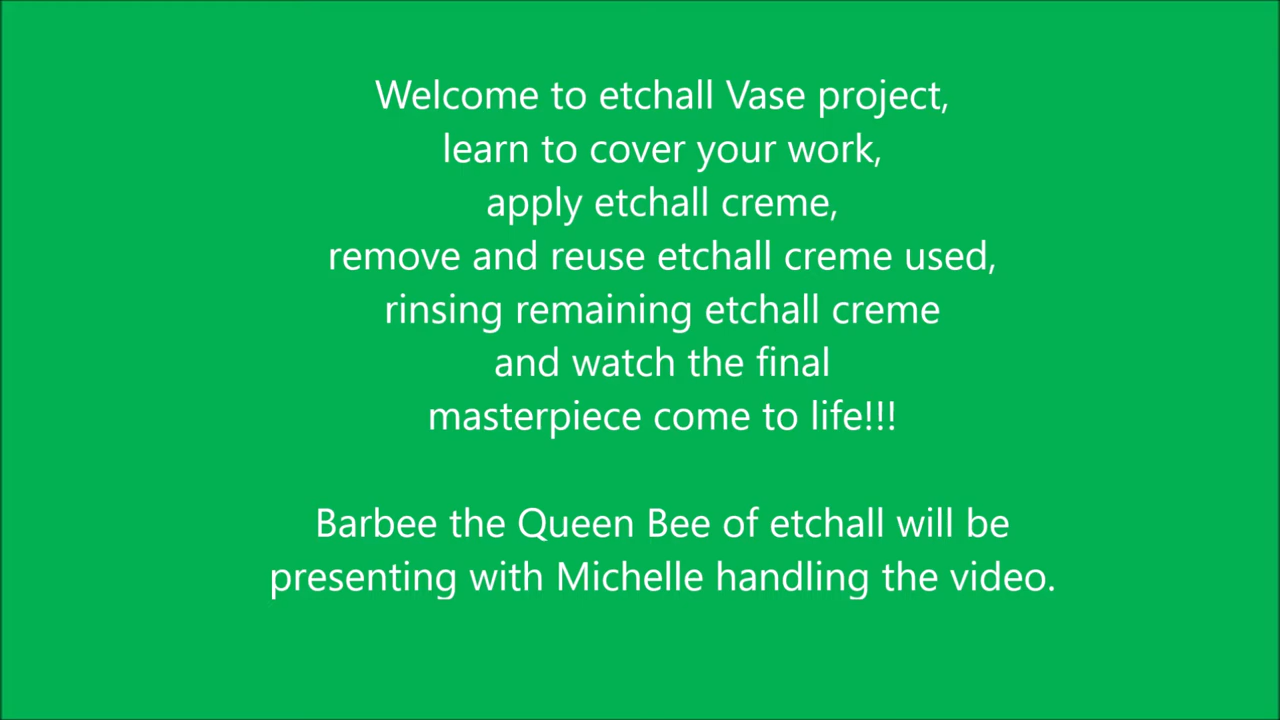 Welcome to etchall Vase project,
learn to cover your work,
apply etchall creme,
remove and reuse etchall creme used,
rinsing remaining etchall creme
and watch the final
masterpiece come to life!!!
Barbee the Queen Bee of etchall will be
presenting with Michelle handling the video.